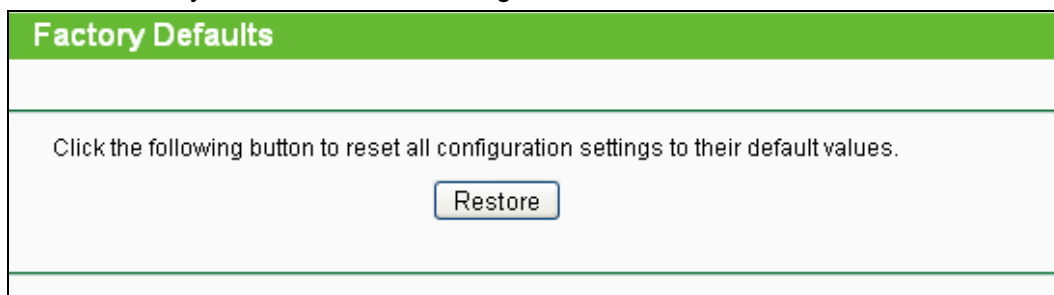 Factory Defaults
Click the following button to reset all configuration settings to their default values.
Restore